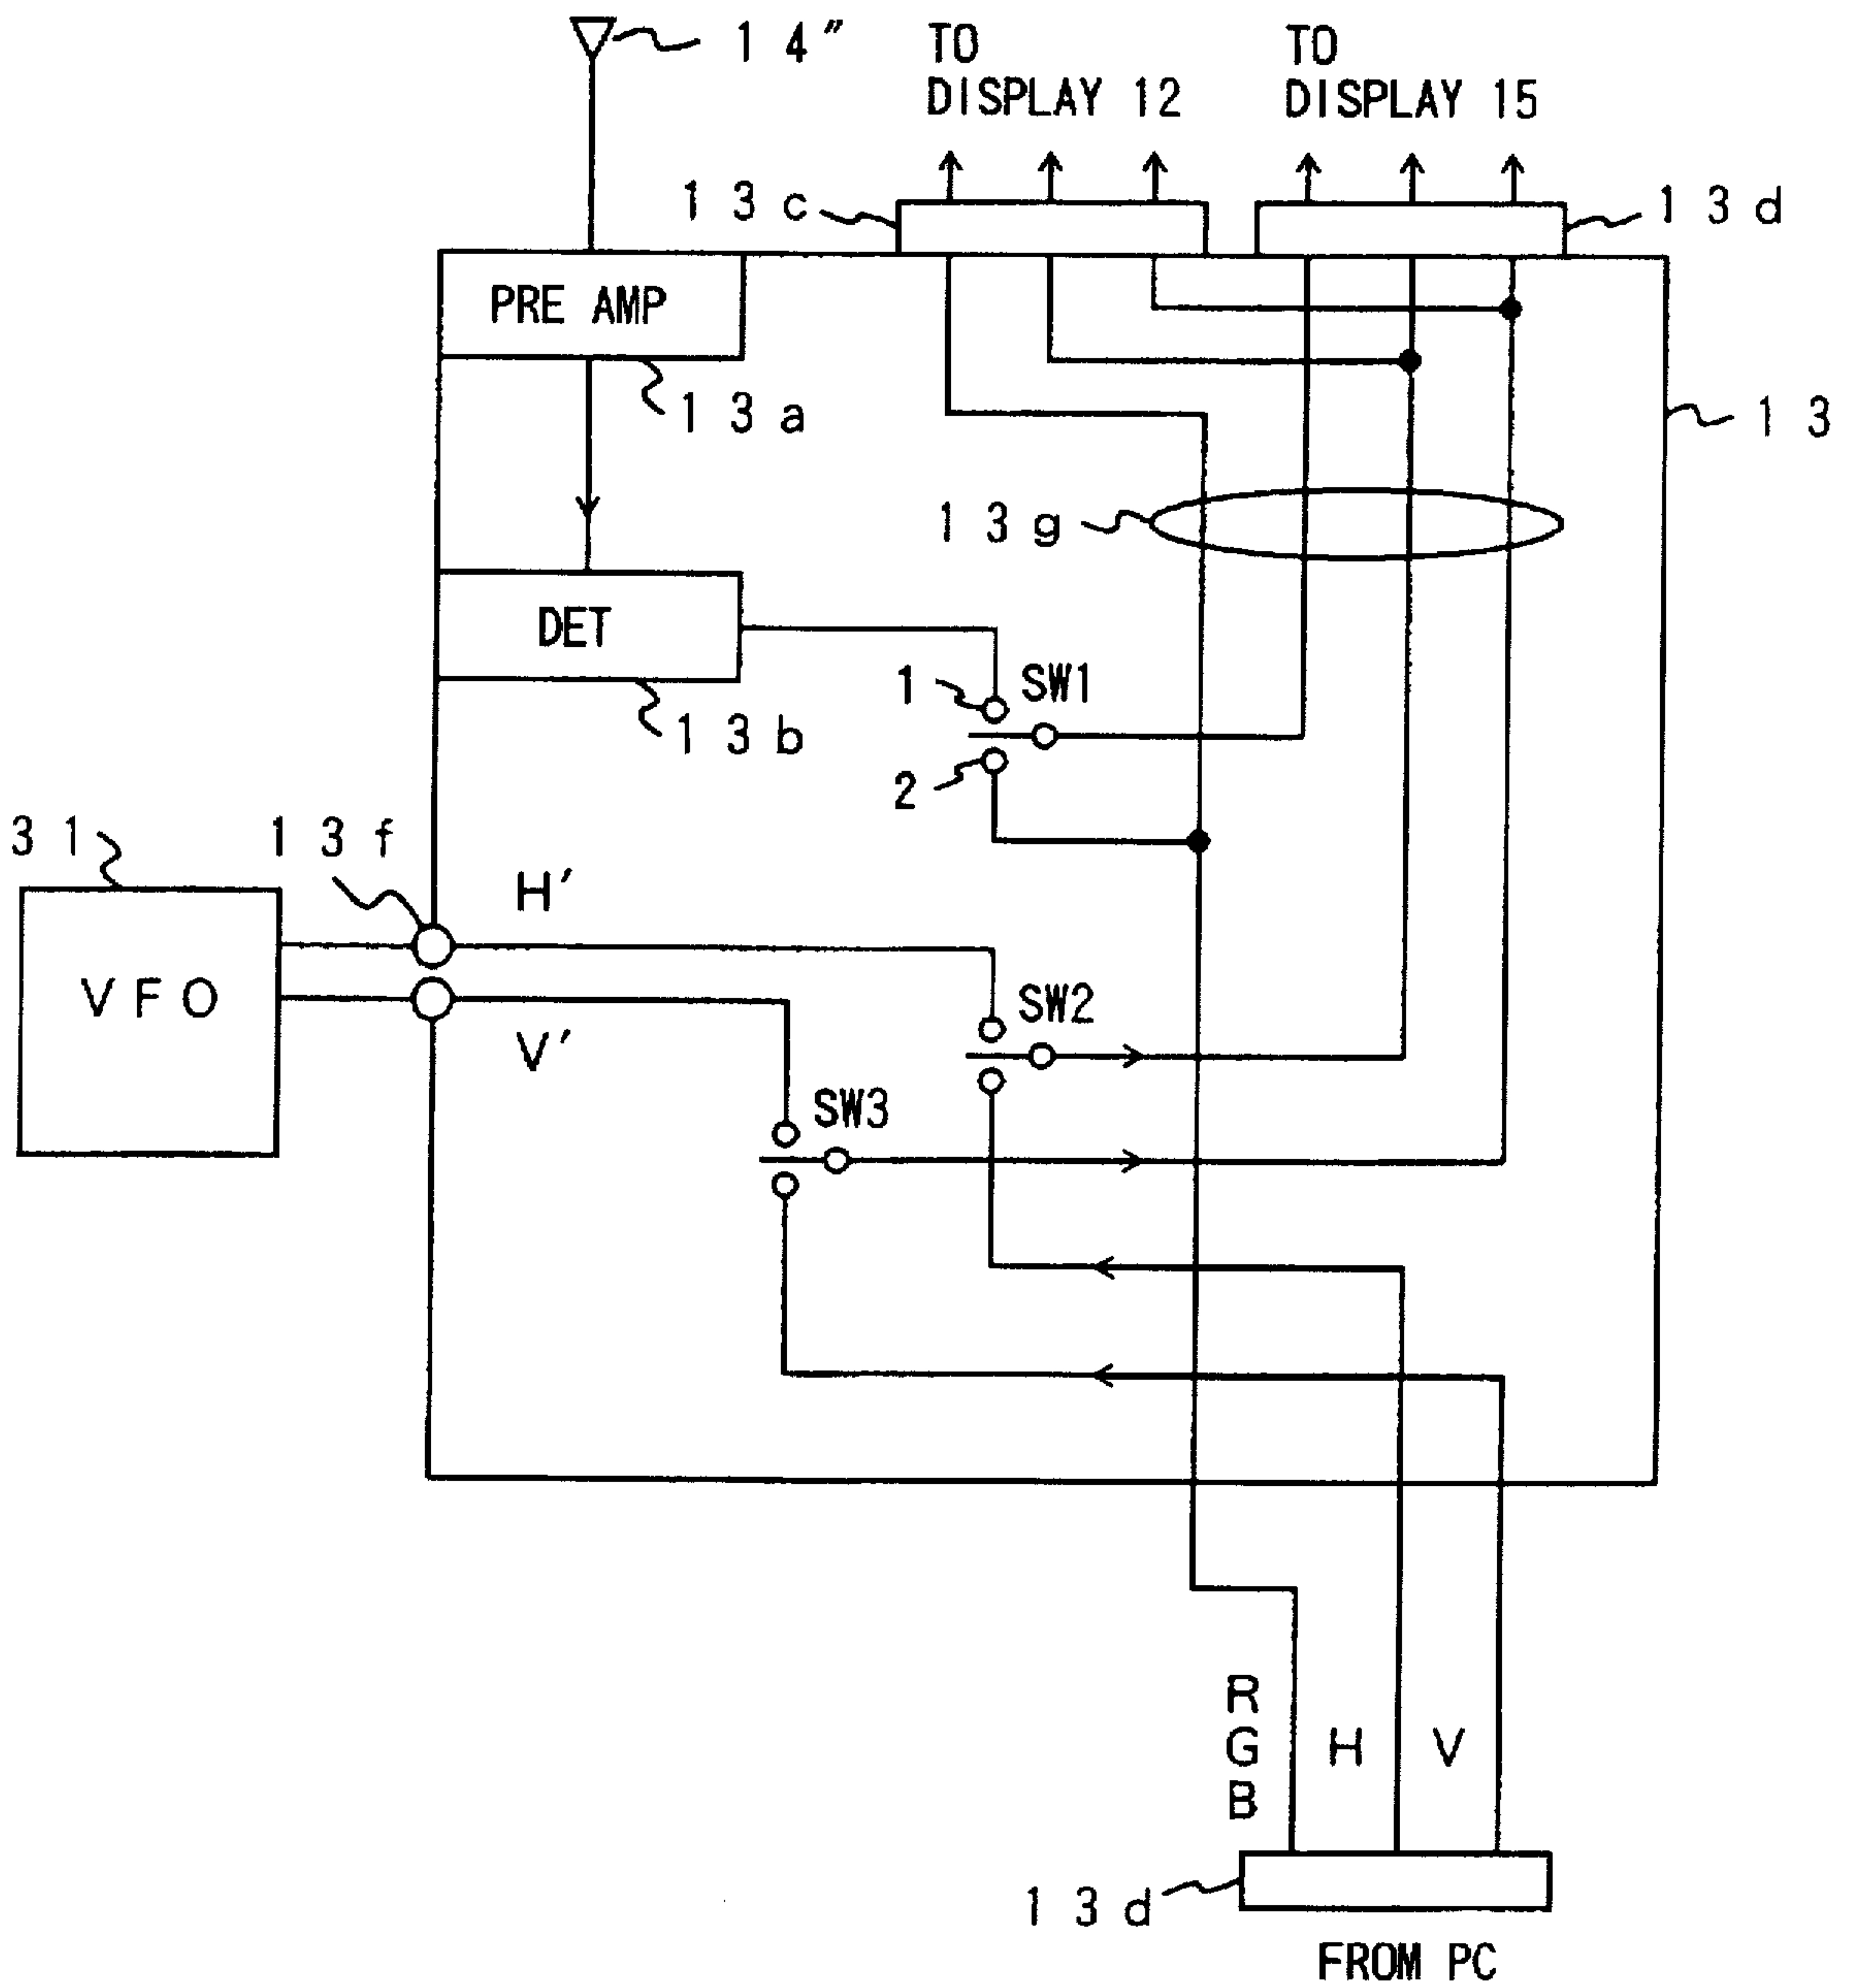 14″
TO
DISPLAY 12
TO
DISPLAY 15
13c
13d
PRE AMP
13a
13
13g
DET
1
SW1
13b
2
31
13f
H′
VFO
SW2
V′
SW3
R
G
B
H
V
13d
FROM PC